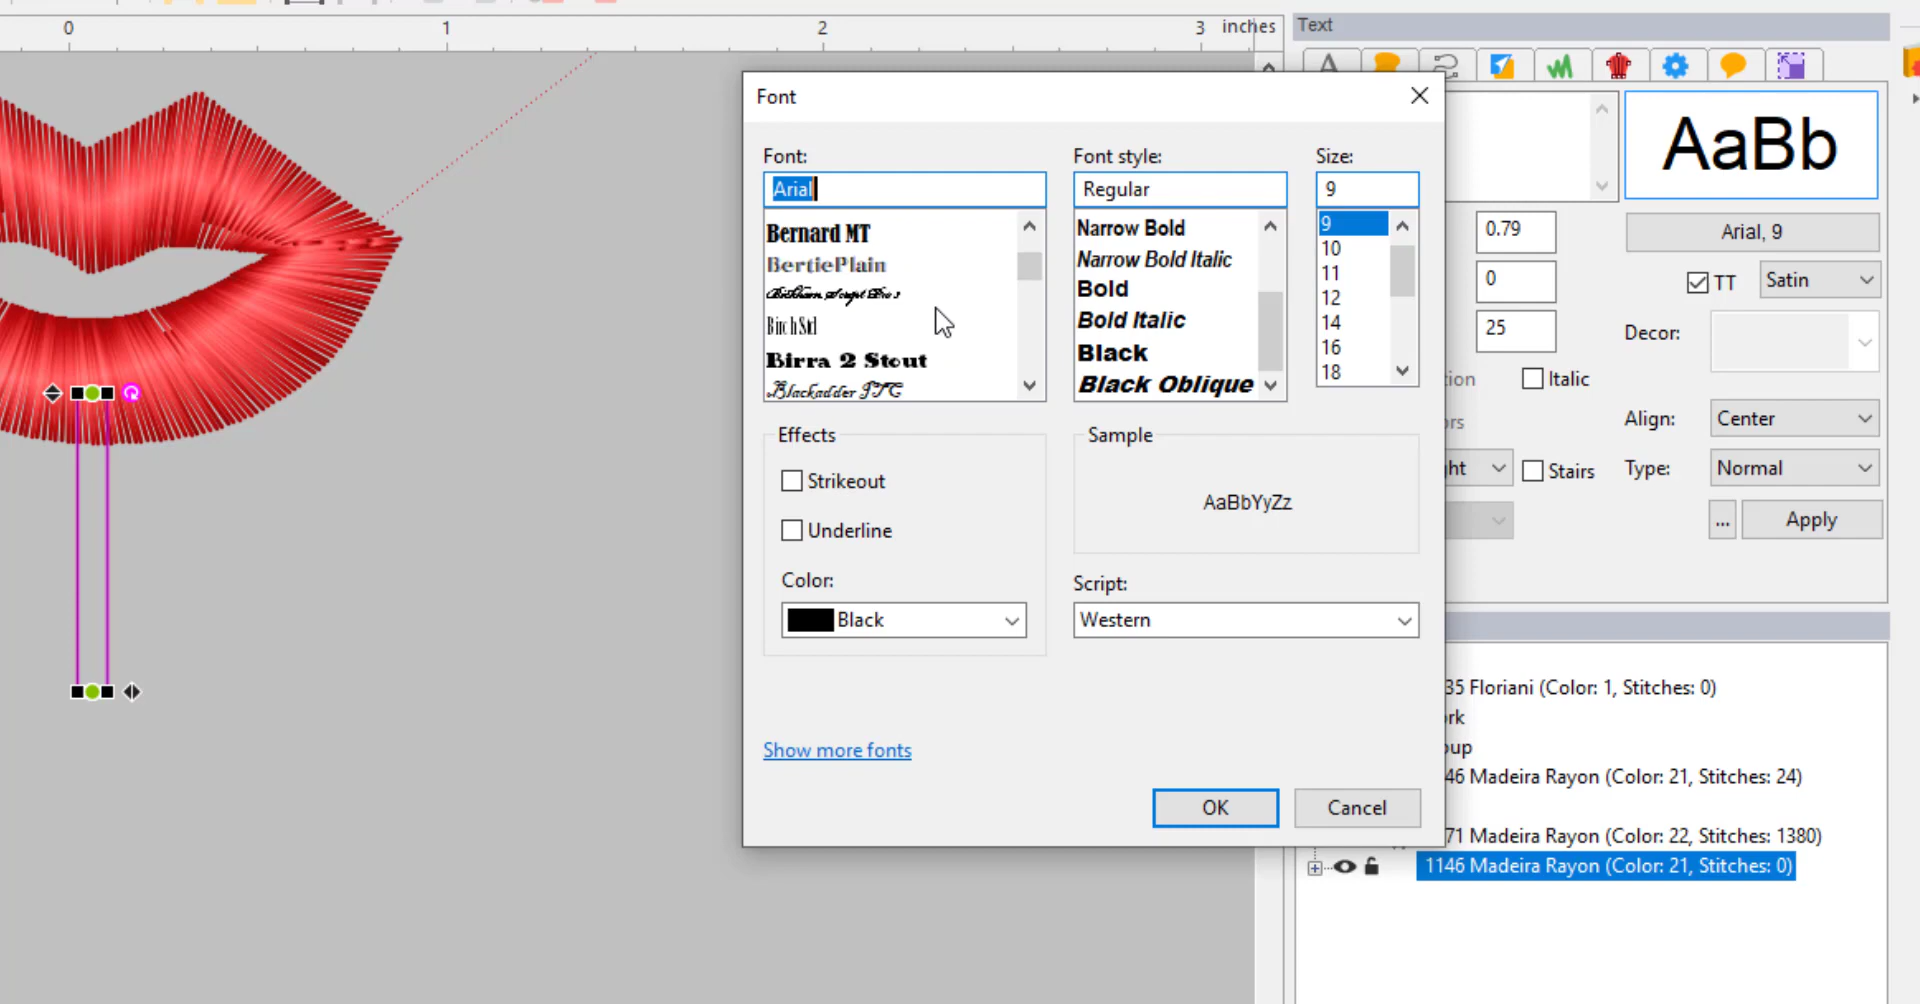 0 1 2 3 inches
Text
Font
AaBb
Font:
Font style:
Size:
Arial
Regular
9
Bernard MT
BertiePlain
Birch Std
Birra 2 Stout
Blackadder ITC
Narrow Bold
Narrow Bold Italic
Bold
Bold Italic
Black
Black Oblique
9
10
11
12
14
16
18
0.79
Arial, 9
0
TT
Satin
25
Decor:
Italic
Align:
Center
ht
Stairs
Type:
Normal
...
Apply
Effects
Strikeout
Underline
Color:
Black
Sample
AaBbYyZz
Script:
Western
Show more fonts
OK
Cancel
35 Floriani (Color: 1, Stitches: 0)
rk
oup
46 Madeira Rayon (Color: 21, Stitches: 24)
71 Madeira Rayon (Color: 22, Stitches: 1380)
1146 Madeira Rayon (Color: 21, Stitches: 0)